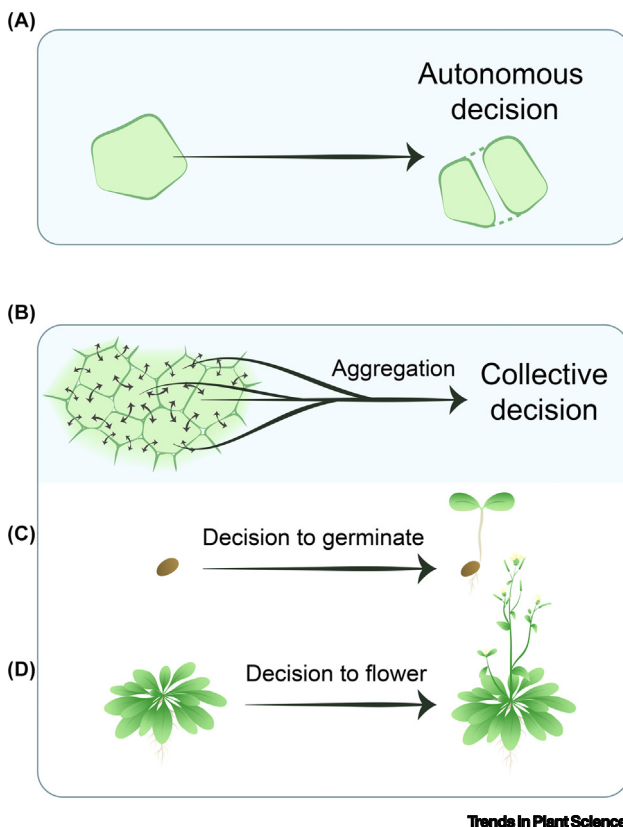 (A)
Autonomous
decision
(B)
Aggregation
Collective
decision
(C)
Decision to germinate
(D)
Decision to flower
Trends in Plant Science